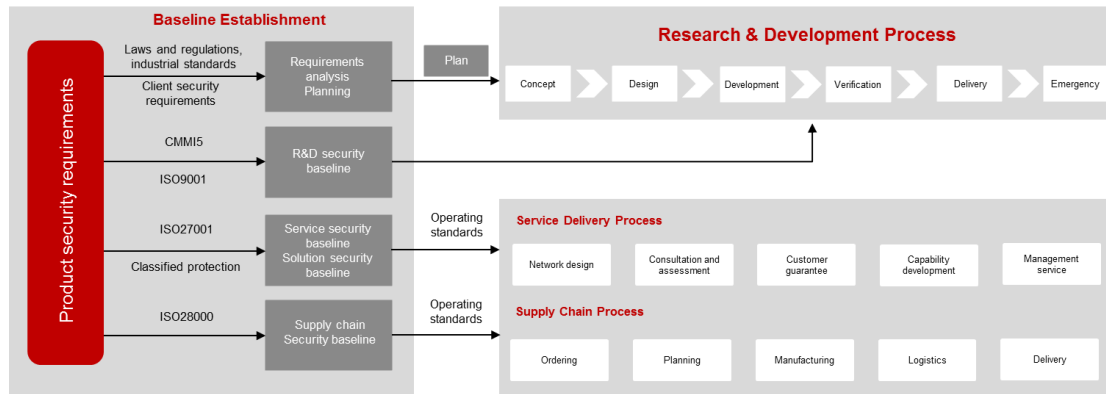 Baseline Establishment
Product security requirements
Laws and regulations,
industrial standards
Client security
requirements
Requirements
analysis
Planning
Plan
CMMI5
ISO9001
R&D security
baseline
ISO27001
Classified protection
Service security
baseline
Solution security
baseline
Operating
standards
ISO28000
Supply chain
Security baseline
Operating
standards
Research & Development Process
Concept
Design
Development
Verification
Delivery
Emergency
Service Delivery Process
Network design
Consultation and
assessment
Customer
guarantee
Capability
development
Management
service
Supply Chain Process
Ordering
Planning
Manufacturing
Logistics
Delivery